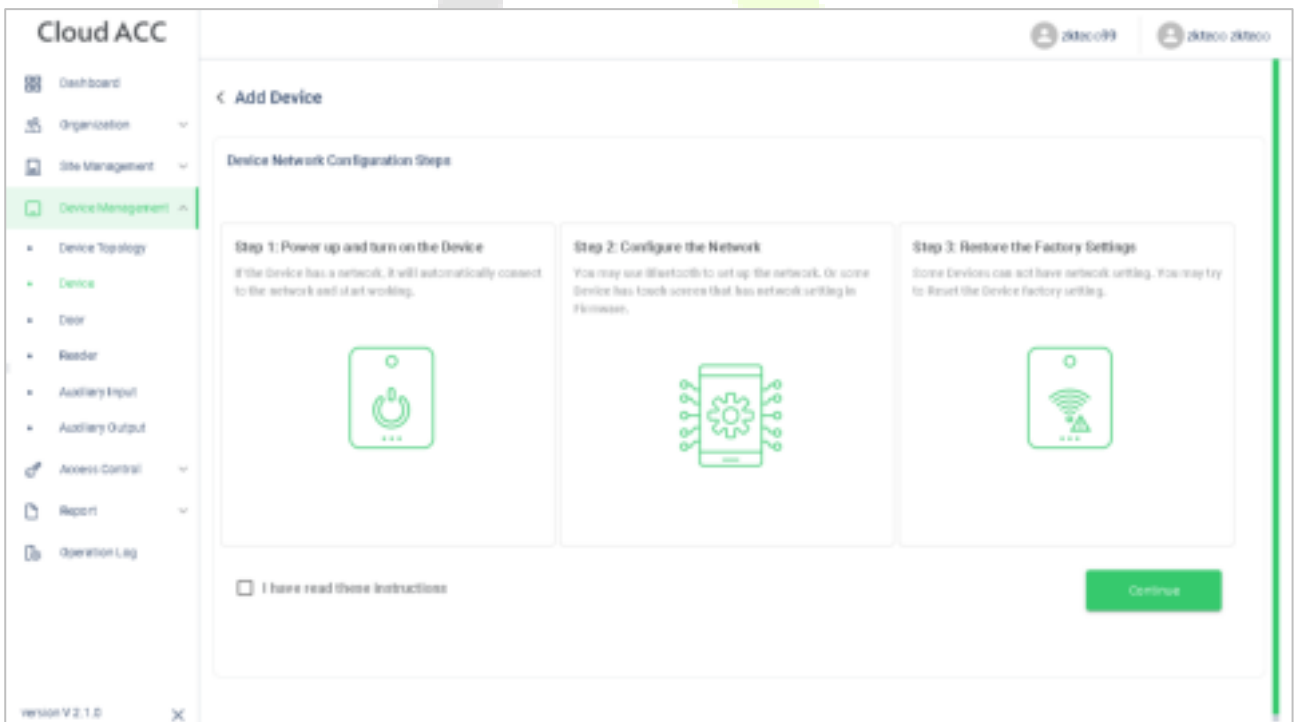 Cloud ACC
zkteco99
zkteco zkteco
Dashboard
Organization
Site Management
Device Management
Device Topology
Device
Door
Reader
Auxiliary Input
Auxiliary Output
Access Control
Report
Operation Log
version V 2.1.0
< Add Device
Device Network Configuration Steps
Step 1: Power up and turn on the Device
If the Device has a network, it will automatically connect
to the network and start working.
Step 2: Configure the Network
You may use Bluetooth to set up the network. Or some
Device has touch screen that has network setting in
Firmware.
Step 3: Restore the Factory Settings
Some Devices can not have network setting. You may try
to Reset the Device factory setting.
I have read these instructions
Continue